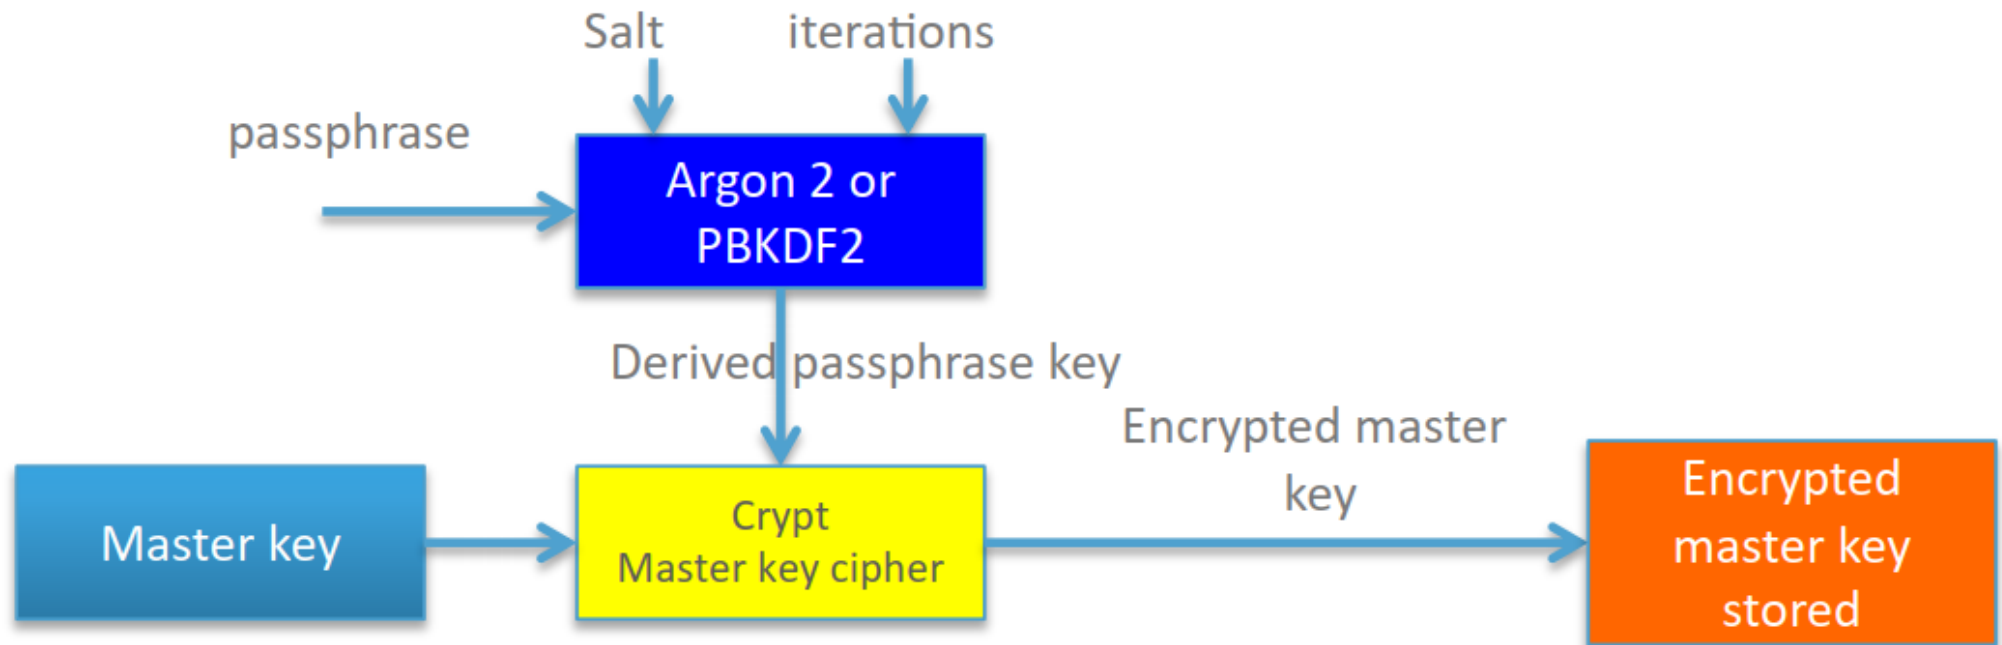 Salt
iterations
passphrase
Argon 2 or
PBKDF2
Derived passphrase key
Encrypted master
key
Master key
Crypt
Master key cipher
Encrypted
master key
stored